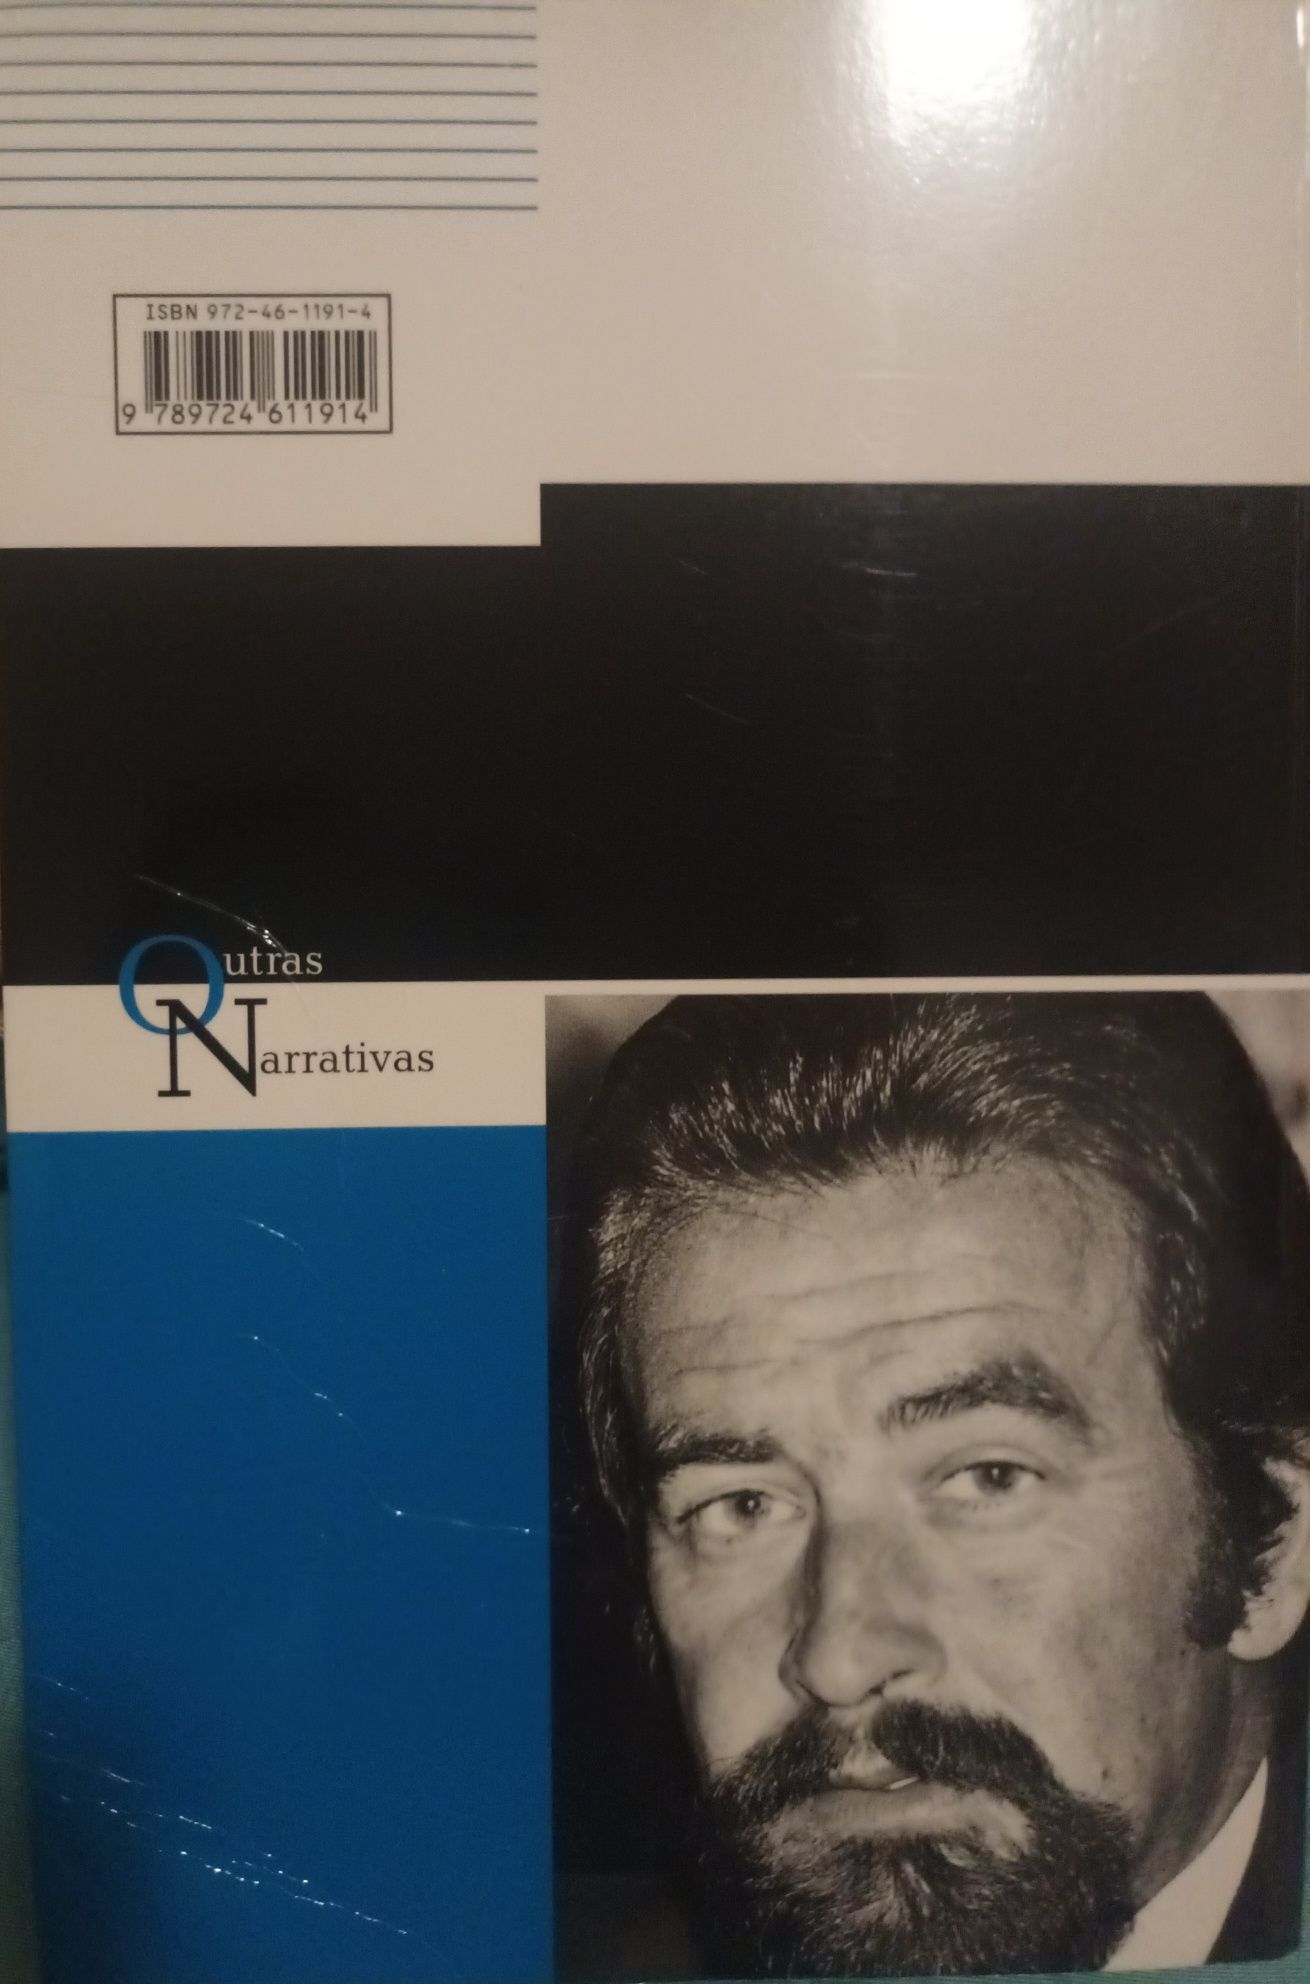 ISBN 972-46-1191-4
9 789724 611914
Outras
Narrativas